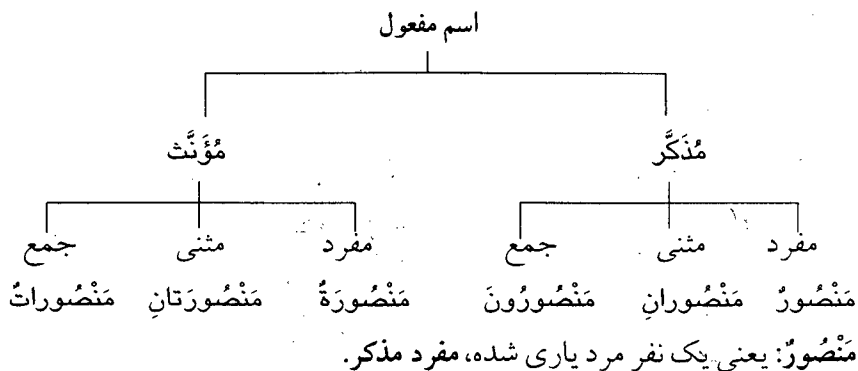 اسم مفعول
مُذَكَّر مُؤَنَّث
مفرد مثنی جمع مفرد مثنی جمع
مَنْصُورٌ مَنْصُورانِ مَنْصُورُونَ مَنْصُورَةٌ مَنْصُورَتانِ مَنْصُوراتٌ
مَنْصُورٌ: یعنی یک نفر مرد یاری شده، مفرد مذکر.